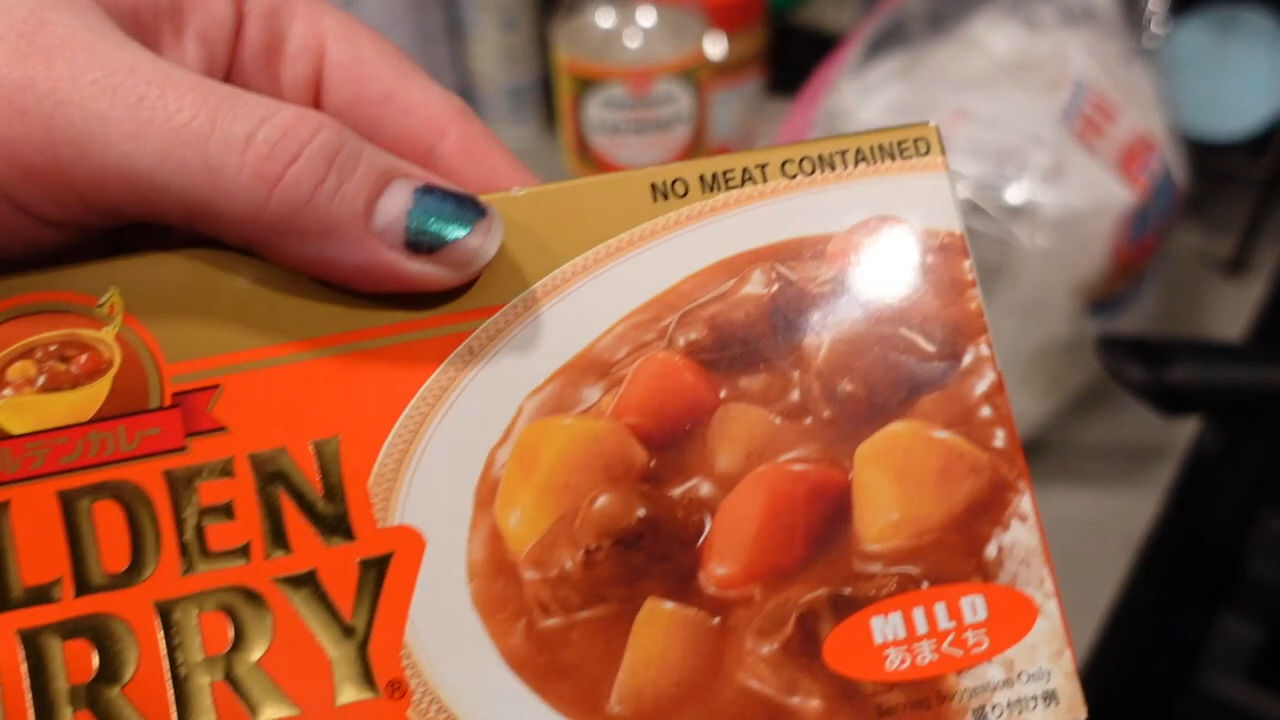 NO MEAT CONTAINED
ルデンカレー
LDEN
RRY®
MILD
あまくち
Serving Suggestion Only
盛り付け例